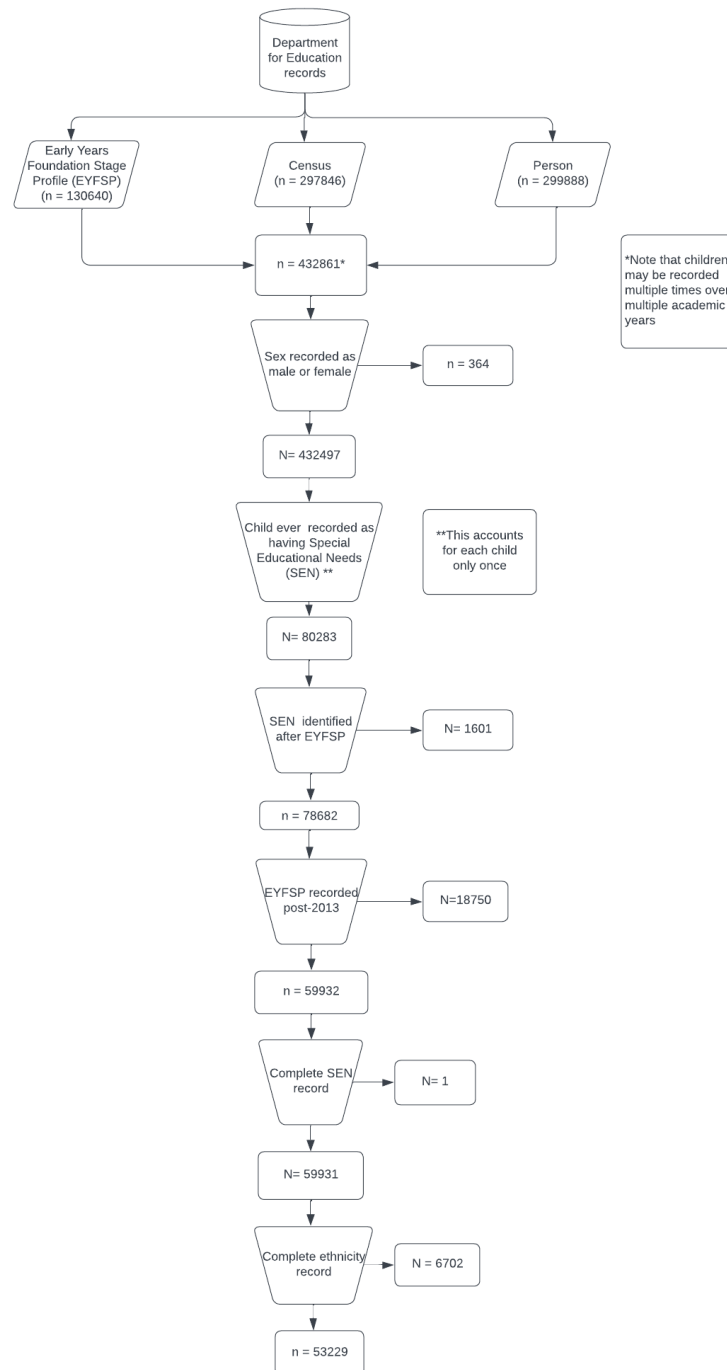 Department
for Education
records
Early Years
Foundation Stage
Profile (EYFSP)
(n = 130640)
Census
(n = 297846)
Person
(n = 299888)
n = 432861*
*Note that children
may be recorded
multiple times over
multiple academic
years
Sex recorded as
male or female
n = 364
N= 432497
Child ever  recorded as
having Special
Educational Needs
(SEN) **
**This accounts
for each child
only once
N= 80283
SEN  identified
after EYFSP
N= 1601
n = 78682
EYFSP recorded
post-2013
N=18750
n = 59932
Complete SEN
record
N= 1
N= 59931
Complete ethnicity
record
N = 6702
n = 53229